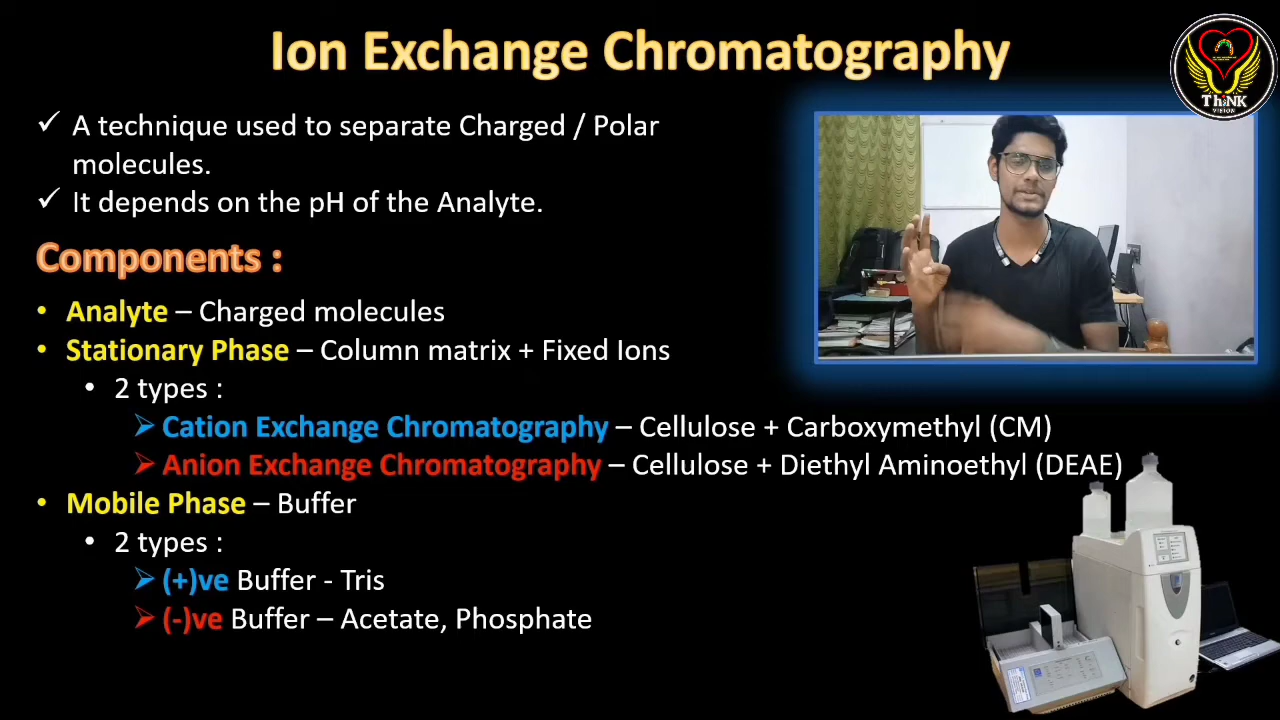 Ion Exchange Chromatography
ThiNK
VISION
✓ A technique used to separate Charged / Polar
molecules.
✓ It depends on the pH of the Analyte.
Components :
• Analyte – Charged molecules
• Stationary Phase – Column matrix + Fixed Ions
• 2 types :
➢ Cation Exchange Chromatography – Cellulose + Carboxymethyl (CM)
➢ Anion Exchange Chromatography – Cellulose + Diethyl Aminoethyl (DEAE)
• Mobile Phase – Buffer
• 2 types :
➢ (+)ve Buffer - Tris
➢ (-)ve Buffer – Acetate, Phosphate